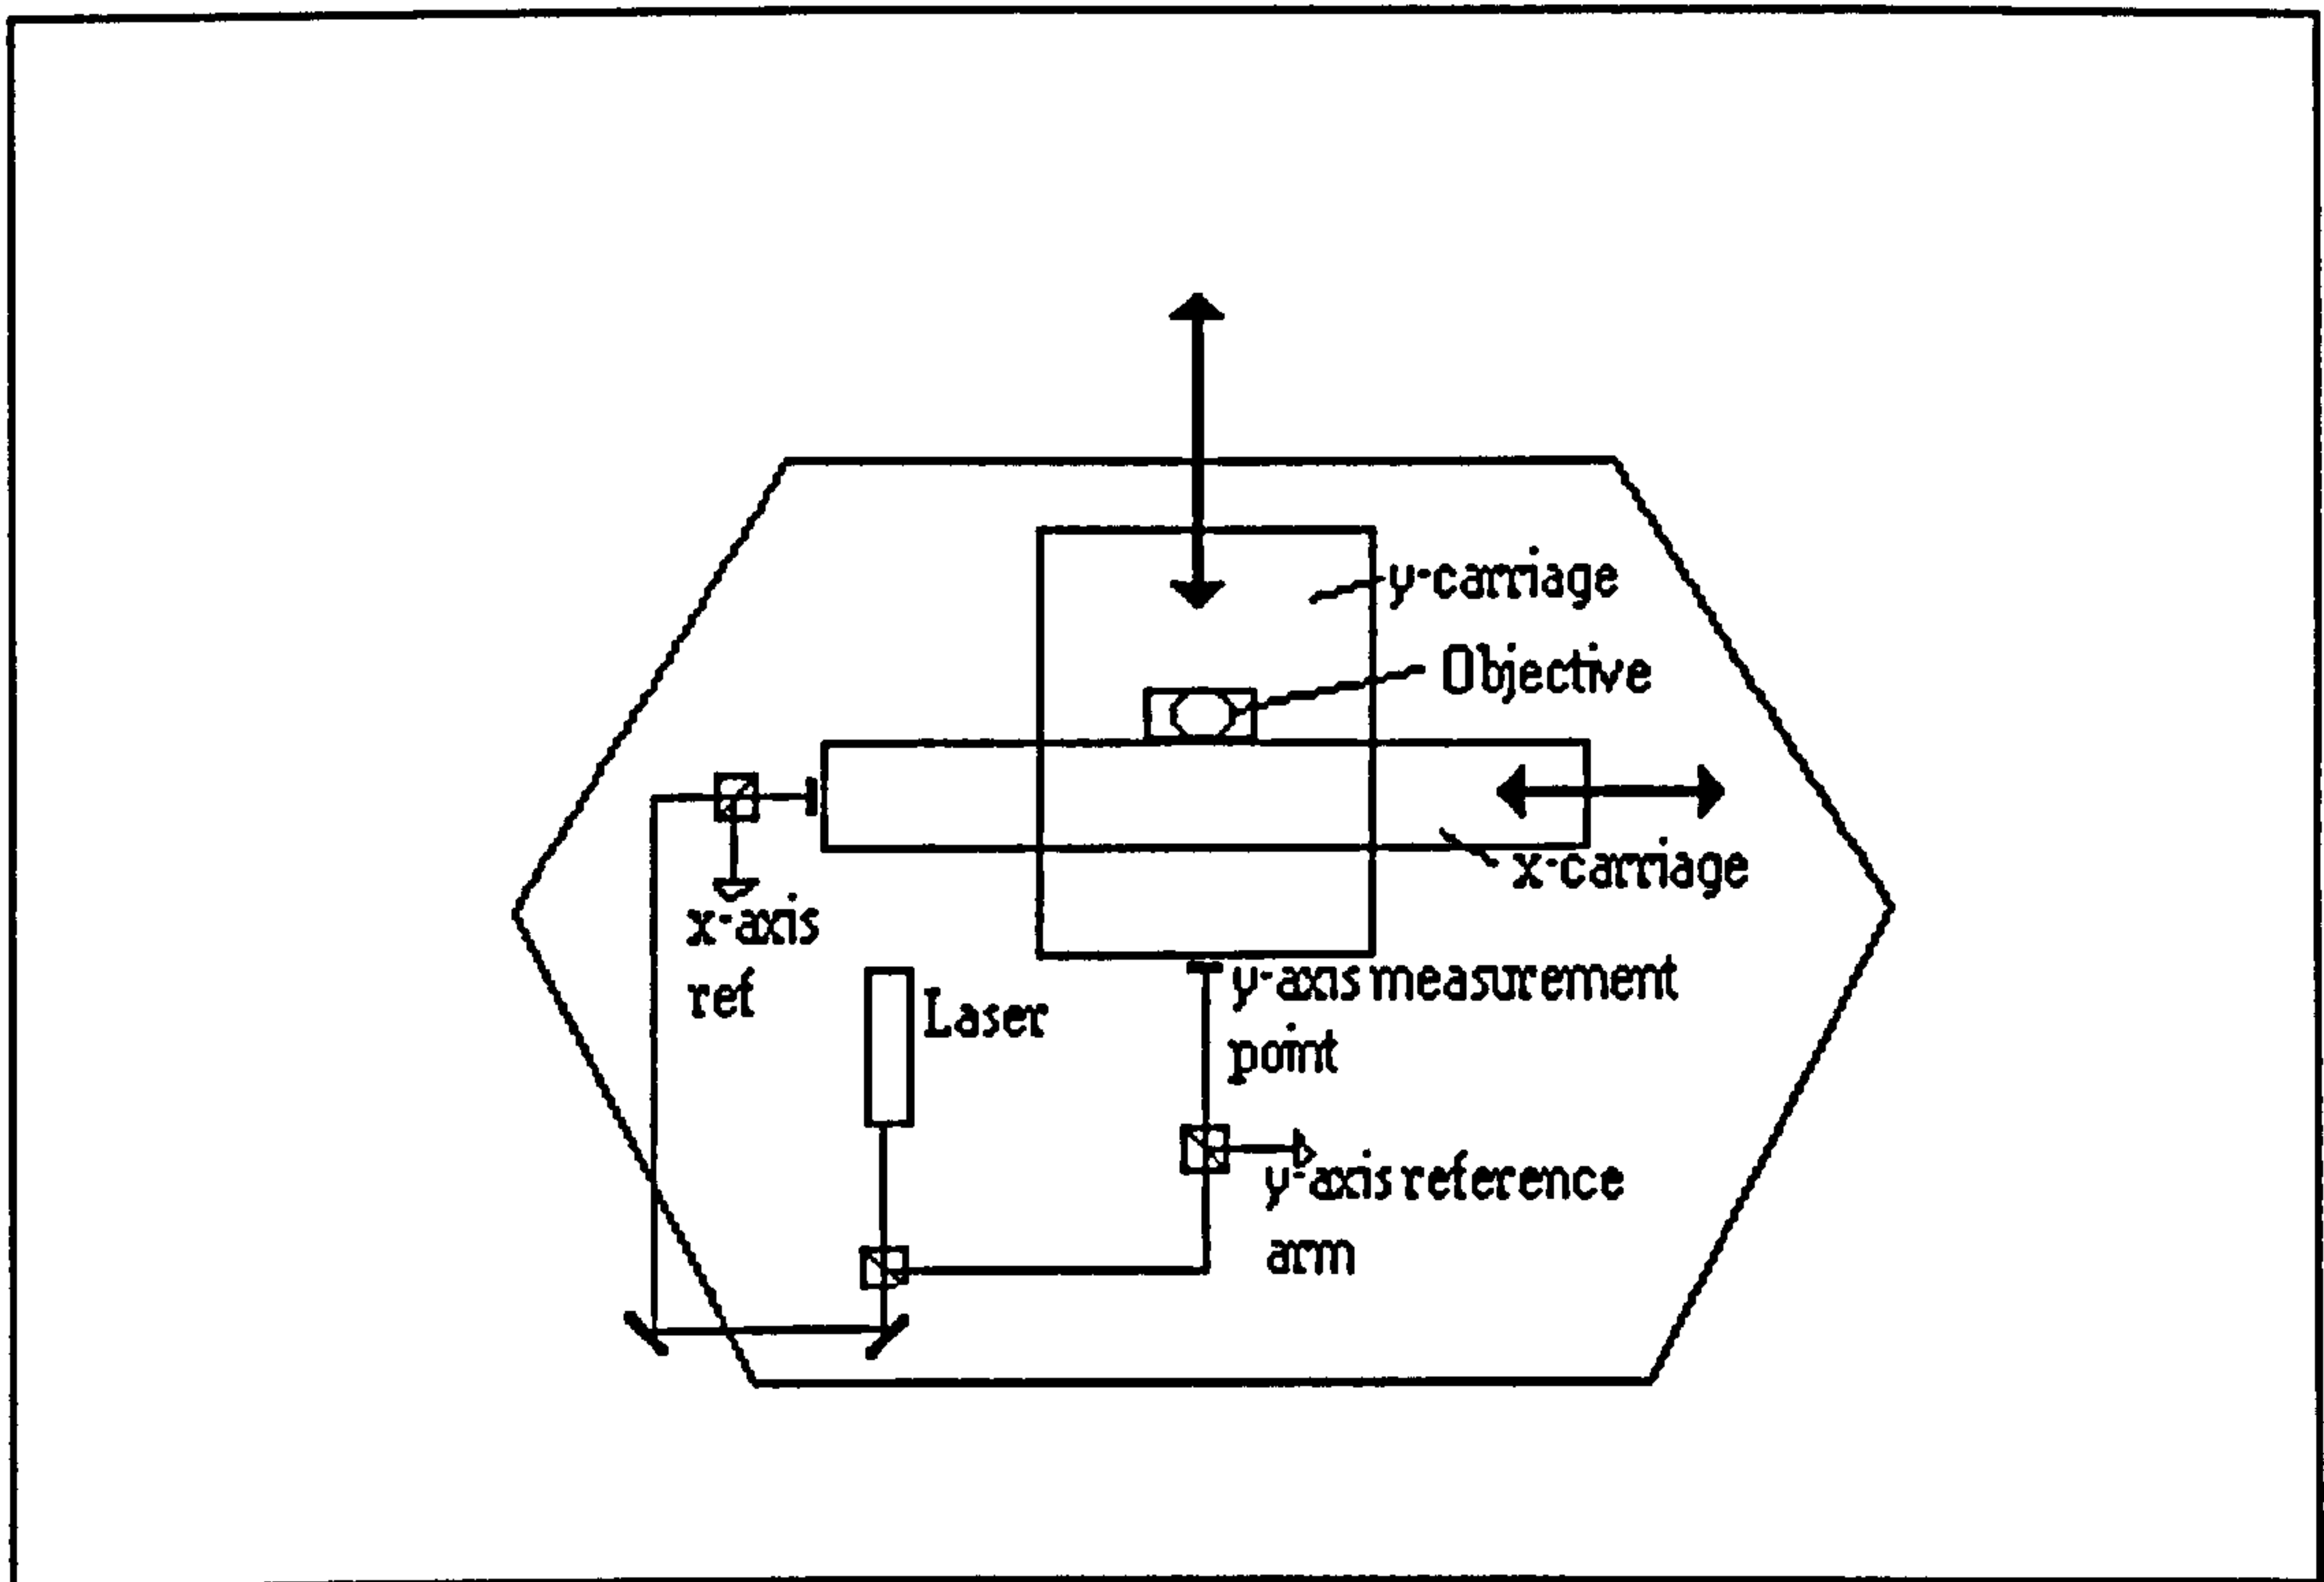 y-carriage
Objective
x-carriage
x-axis
ref
Laser
y-axis measurement
point
y-axis reference
arm